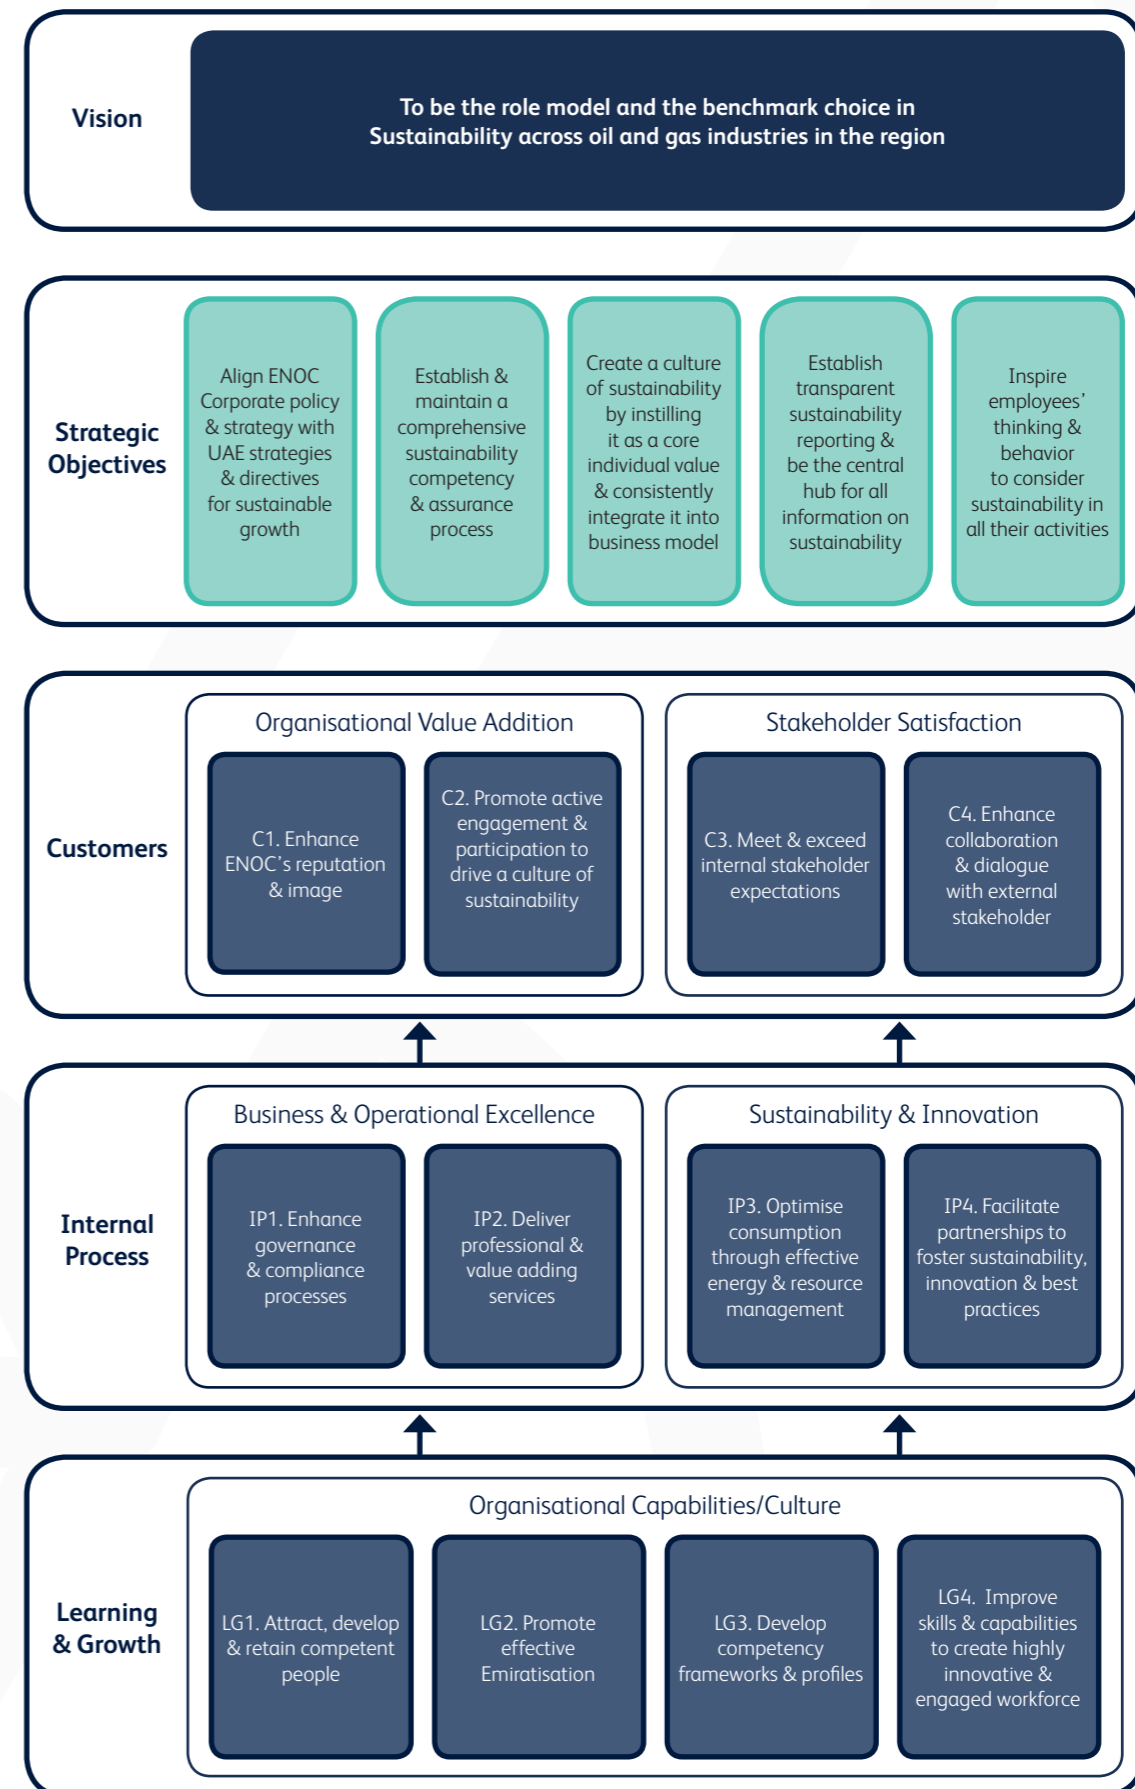 Vision
To be the role model and the benchmark choice in
Sustainability across oil and gas industries in the region
Strategic
Objectives
Align ENOC
Corporate policy
& strategy with
UAE strategies
& directives
for sustainable
growth
Establish &
maintain a
comprehensive
sustainability
competency
& assurance
process
Create a culture
of sustainability
by instilling
it as a core
individual value
& consistently
integrate it into
business model
Establish
transparent
sustainability
reporting &
be the central
hub for all
information on
sustainability
Inspire
employees’
thinking &
behavior
to consider
sustainability in
all their activities
Customers
Organisational Value Addition
C1. Enhance
ENOC’s reputation
& image
C2. Promote active
engagement &
participation to
drive a culture of
sustainability
Stakeholder Satisfaction
C3. Meet & exceed
internal stakeholder
expectations
C4. Enhance
collaboration
& dialogue
with external
stakeholder
Internal
Process
Business & Operational Excellence
IP1. Enhance
governance
& compliance
processes
IP2. Deliver
professional &
value adding
services
Sustainability & Innovation
IP3. Optimise
consumption
through effective
energy & resource
management
IP4. Facilitate
partnerships to
foster sustainability,
innovation & best
practices
Learning
& Growth
Organisational Capabilities/Culture
LG1. Attract, develop
& retain competent
people
LG2. Promote
effective
Emiratisation
LG3. Develop
competency
frameworks & profiles
LG4. Improve
skills & capabilities
to create highly
innovative &
engaged workforce